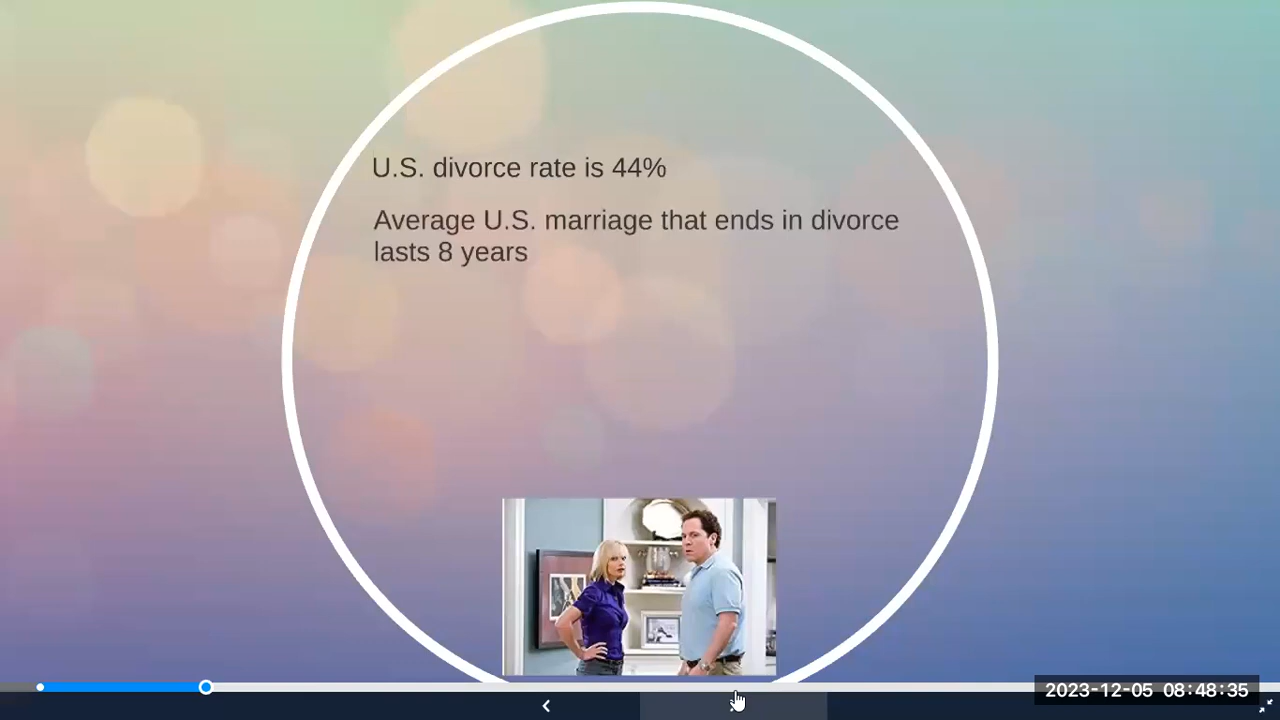 U.S. divorce rate is 44%
Average U.S. marriage that ends in divorce
lasts 8 years
2023-12-05 08:48:35